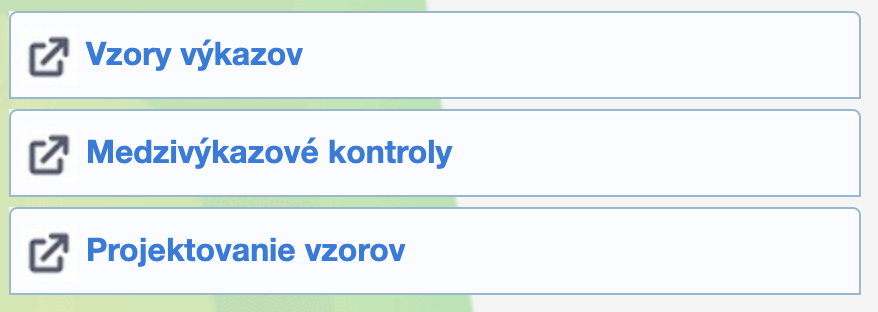 Vzory výkazov
Medzivýkazové kontroly
Projektovanie vzorov